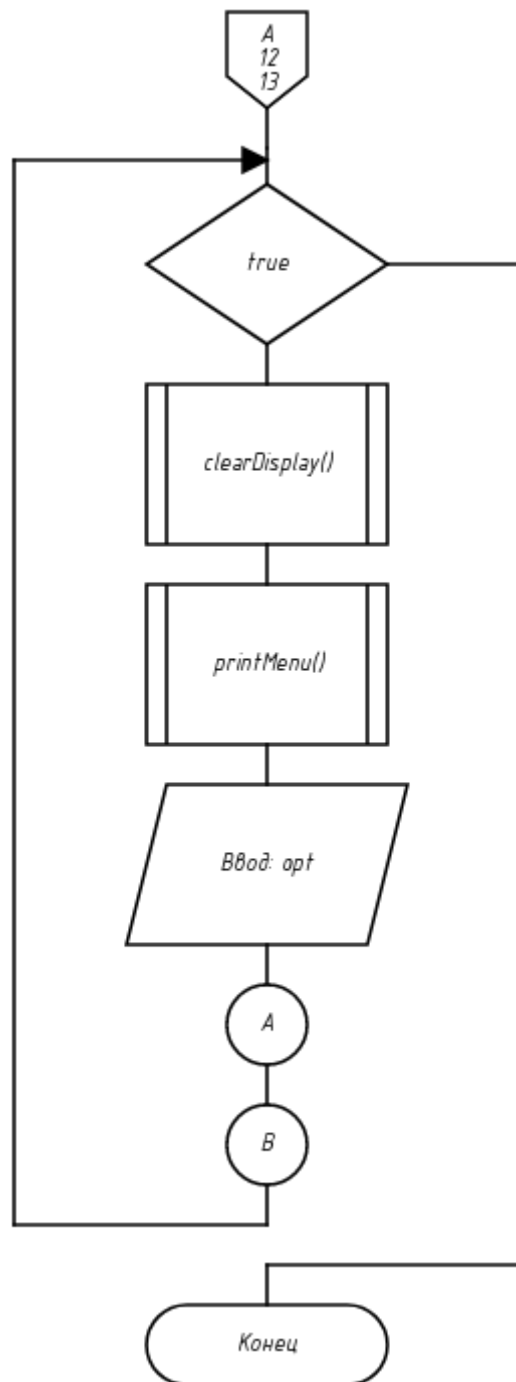 A
12
13
true
clearDisplay()
printMenu()
Ввод: opt
A
B
Конец